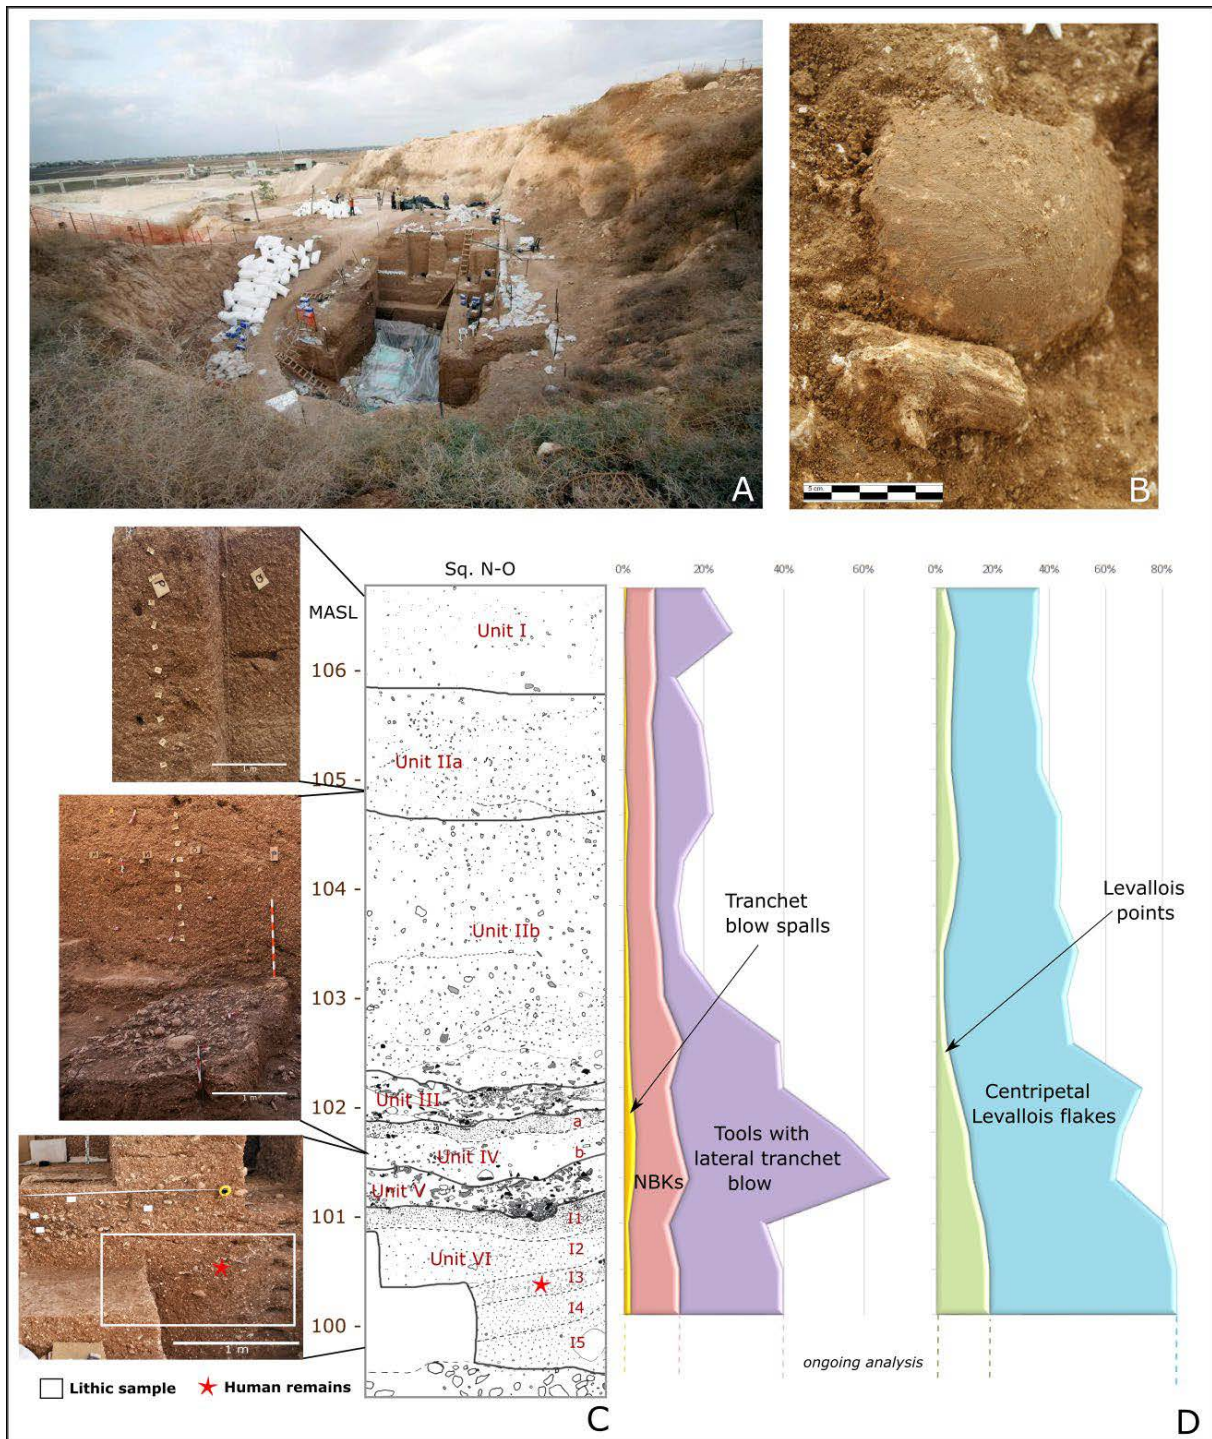 A
5 cm.
B
Sq. N-O
0%
20%
40%
60%
0%
20%
40%
60%
80%
MASL
Unit I
106 -
P
1 m
Unit IIa
105 -
104 -
Unit IIb
Tranchet
blow spalls
Levallois
points
103 -
1 m
102 -
Unit III
a
b
Unit IV
Unit V
NBKs
Tools with
lateral tranchet
blow
Centripetal
Levallois flakes
101 -
I1
I2
Unit VI
I3
I4
100 -
I5
1 m
ongoing analysis
Lithic sample
Human remains
C
D